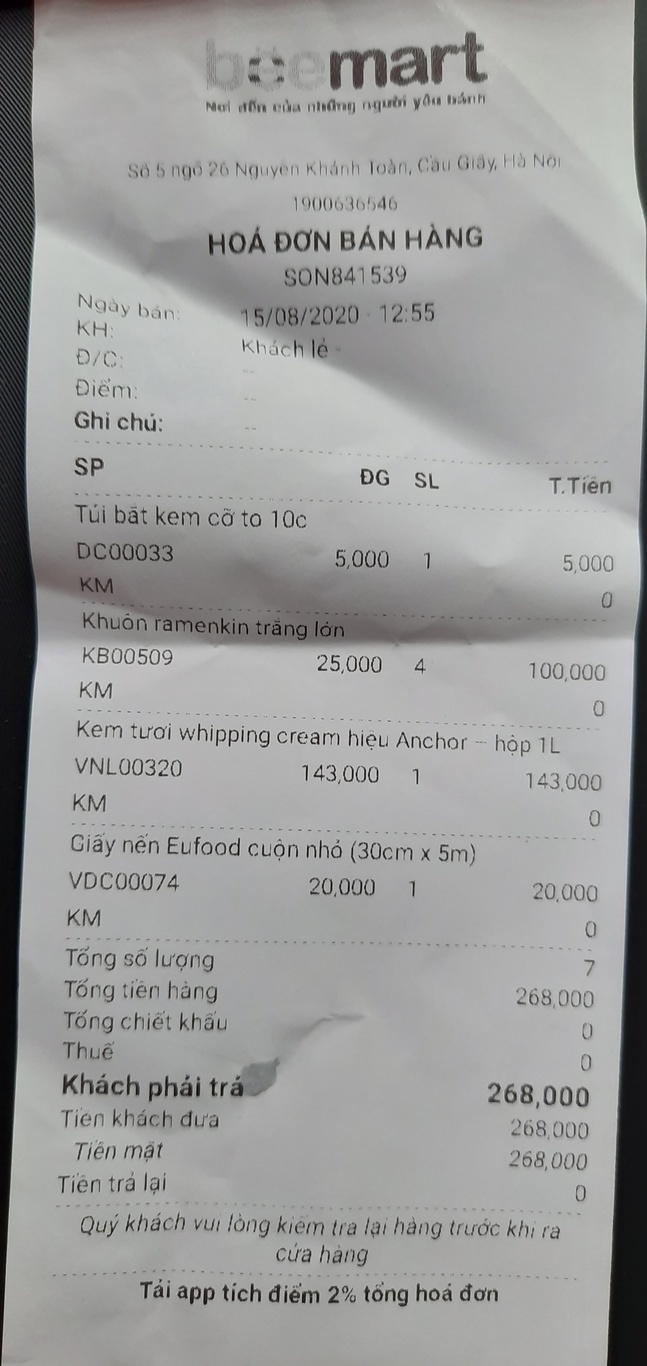 beemart
Nơi đến của những người yêu bánh
Số 5 ngõ 26 Nguyễn Khánh Toàn, Cầu Giấy, Hà Nội
1900636546
HOÁ ĐƠN BÁN HÀNG
SON841539
Ngày bán: 15/08/2020 - 12:55
KH: Khách lẻ -
Đ/C: --
Điểm: --
Ghi chú: --
SP ĐG SL T.Tiền
Túi bắt kem cỡ to 10c
DC00033 5,000 1 5,000
KM 0
Khuôn ramenkin trắng lớn
KB00509 25,000 4 100,000
KM 0
Kem tươi whipping cream hiệu Anchor – hộp 1L
VNL00320 143,000 1 143,000
KM 0
Giấy nến Eufood cuộn nhỏ (30cm x 5m)
VDC00074 20,000 1 20,000
KM 0
Tổng số lượng 7
Tổng tiền hàng 268,000
Tổng chiết khấu 0
Thuế 0
Khách phải trả 268,000
Tiền khách đưa 268,000
Tiền mặt 268,000
Tiền trả lại 0
Quý khách vui lòng kiểm tra lại hàng trước khi ra
cửa hàng
Tải app tích điểm 2% tổng hoá đơn